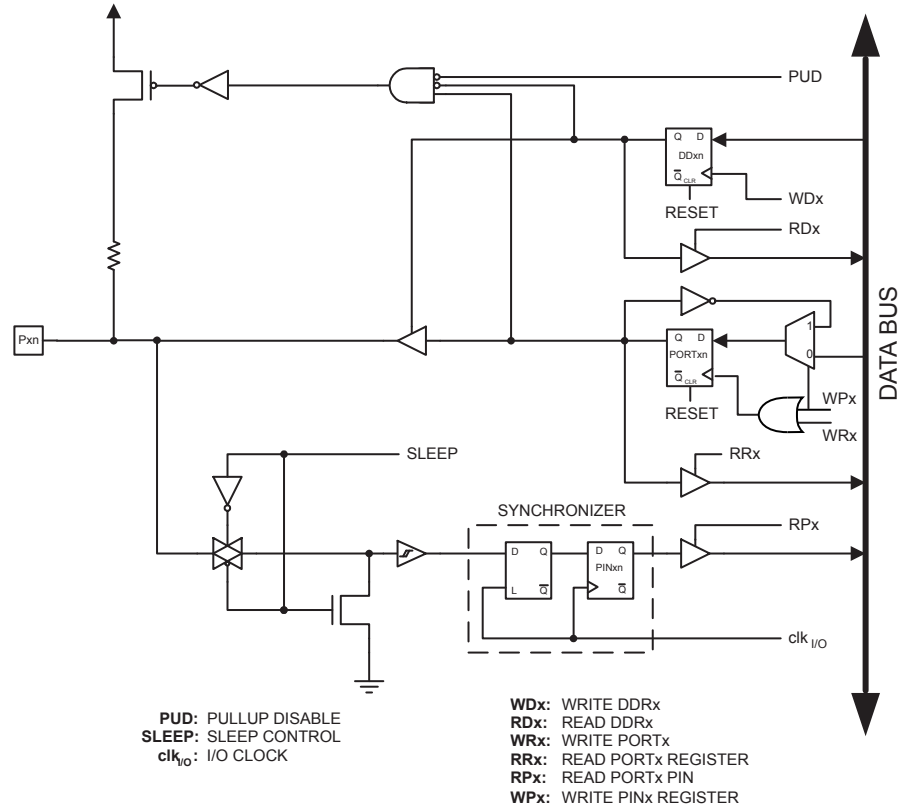 PUD
Q D
DDxn
Q CLR
WDx
RESET
RDx
Pxn
1
Q D
PORTxn
0
Q CLR
DATA BUS
RESET
WPx
WRx
SLEEP
RRx
SYNCHRONIZER
RPx
D Q
D Q
PINxn
L Q
Q
clk I/O
PUD: PULLUP DISABLE
SLEEP: SLEEP CONTROL
clkI/O: I/O CLOCK
WDx: WRITE DDRx
RDx: READ DDRx
WRx: WRITE PORTx
RRx: READ PORTx REGISTER
RPx: READ PORTx PIN
WPx: WRITE PINx REGISTER